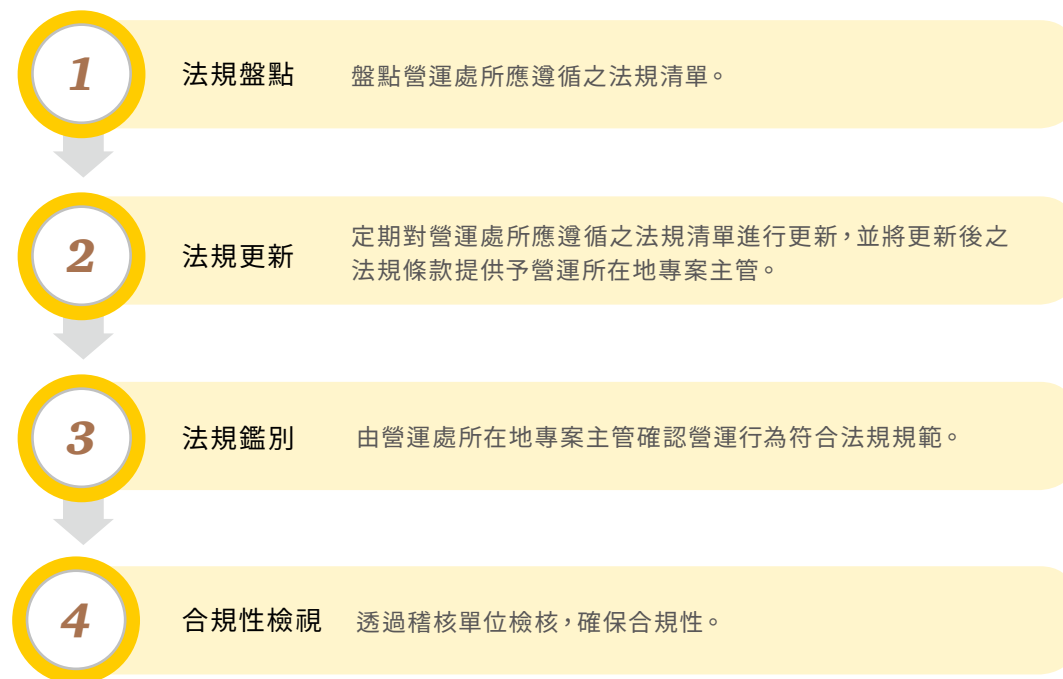 1
法規盤點
盤點營運處所應遵循之法規清單。
2
法規更新
定期對營運處所應遵循之法規清單進行更新，並將更新後之
法規條款提供予營運所在地專案主管。
3
法規鑑別
由營運處所在地專案主管確認營運行為符合法規規範。
4
合規性檢視
透過稽核單位檢核，確保合規性。